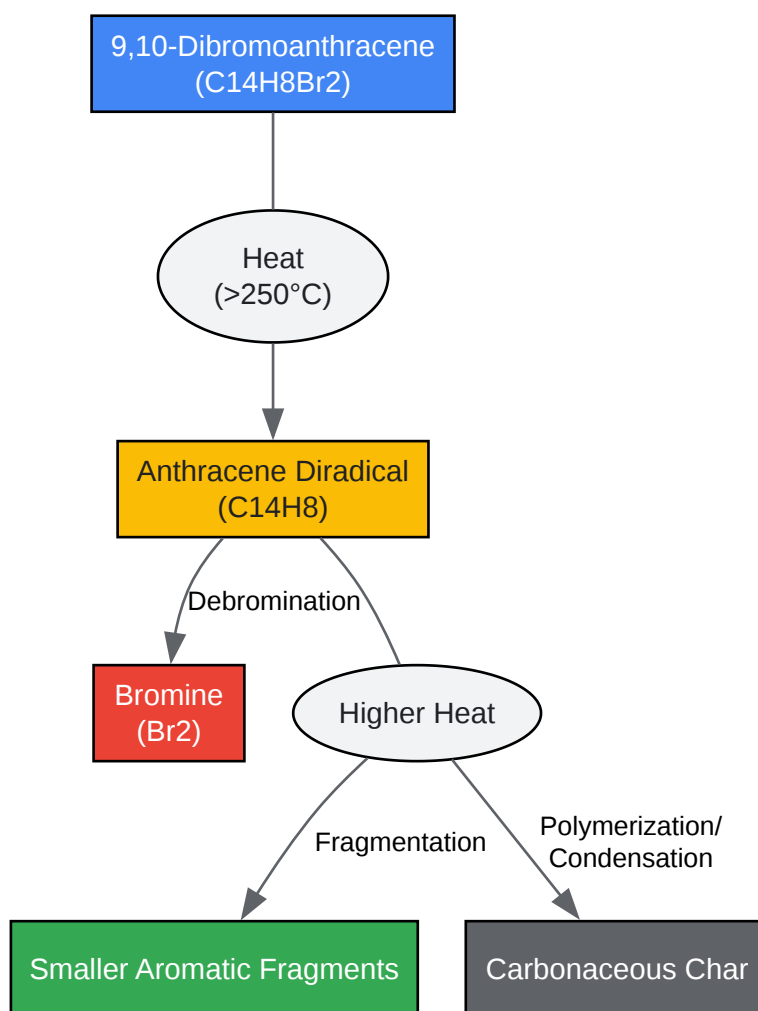 9,10-Dibromoanthracene
(C14H8Br2)
Heat
(>250°C)
Anthracene Diradical
(C14H8)
Debromination
Bromine
(Br2)
Higher Heat
Fragmentation
Polymerization/
Condensation
Smaller Aromatic Fragments
Carbonaceous Char